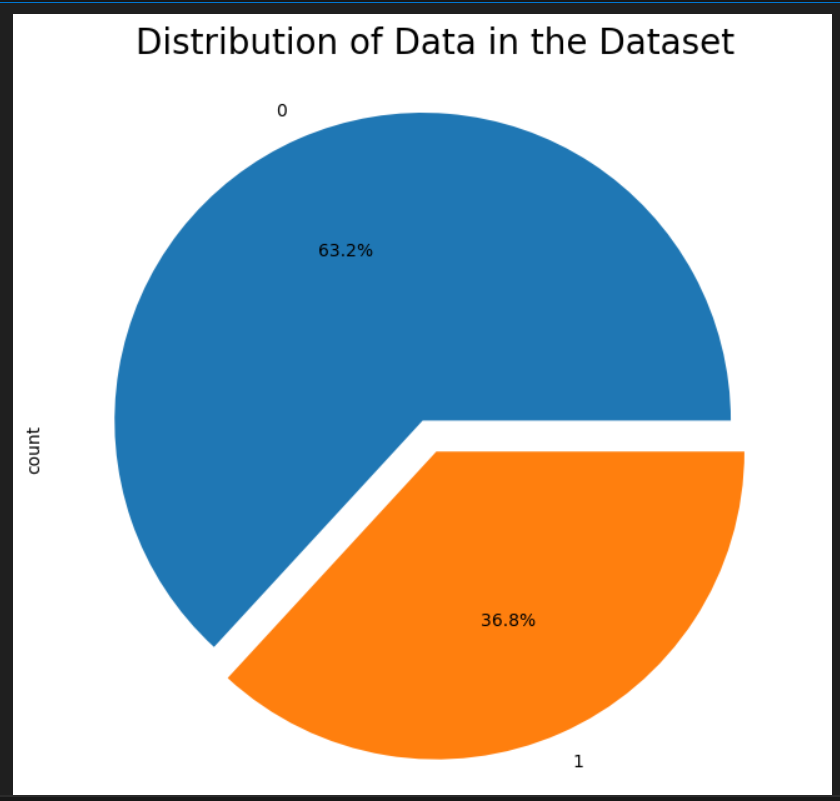 Distribution of Data in the Dataset
0
63.2%
count
36.8%
1